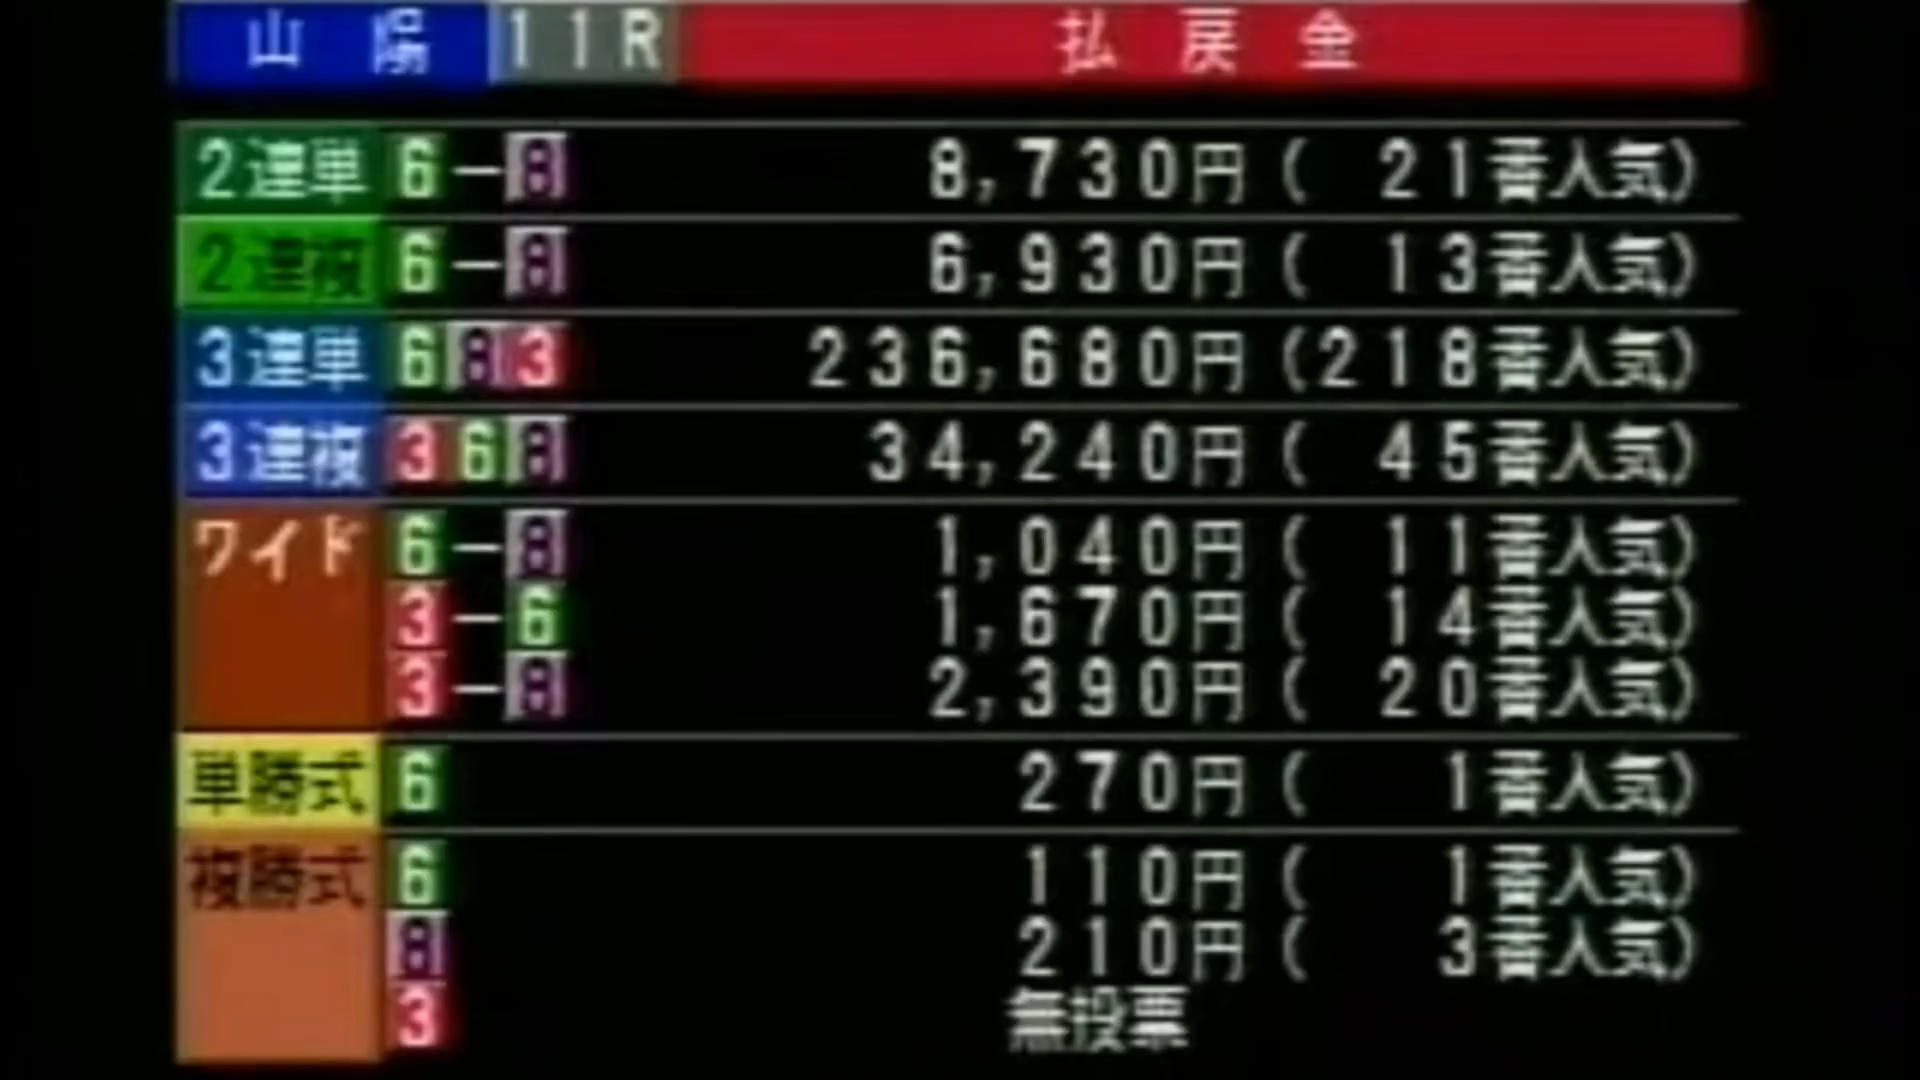 山陽 11R 払戻金
2連単 6-8 8,730円 ( 21番人気)
2連複 6-8 6,930円 ( 13番人気)
3連単 6 8 3 236,680円 (218番人気)
3連複 3 6 8 34,240円 ( 45番人気)
ワイド 6-8 1,040円 ( 11番人気)
3-6 1,670円 ( 14番人気)
3-8 2,390円 ( 20番人気)
単勝式 6 270円 ( 1番人気)
複勝式 6 110円 ( 1番人気)
8 210円 ( 3番人気)
3 無投票